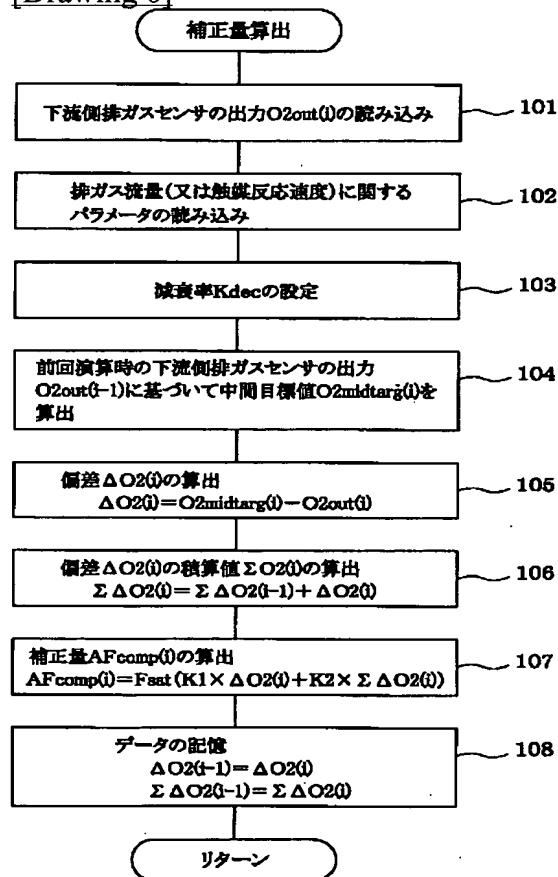 [Drawing 6]
補正量算出
下流側排ガスセンサの出力O2out(i)の読み込み
101
排ガス流量(又は触媒反応速度)に関する
パラメータの読み込み
102
減衰率Kdecの設定
103
前回演算時の下流側排ガスセンサの出力
O2out(i-1)に基づいて中間目標値O2midtarg(i)を
算出
104
偏差ΔO2(i)の算出
ΔO2(i)=O2midtarg(i)-O2out(i)
105
偏差ΔO2(i)の積算値ΣO2(i)の算出
ΣΔO2(i)=ΣΔO2(i-1)+ΔO2(i)
106
補正量AFcomp(i)の算出
AFcomp(i)=Fsat(K1×ΔO2(i)+K2×ΣΔO2(i))
107
データの記憶
ΔO2(i-1)=ΔO2(i)
ΣΔO2(i-1)=ΣΔO2(i)
108
リターン